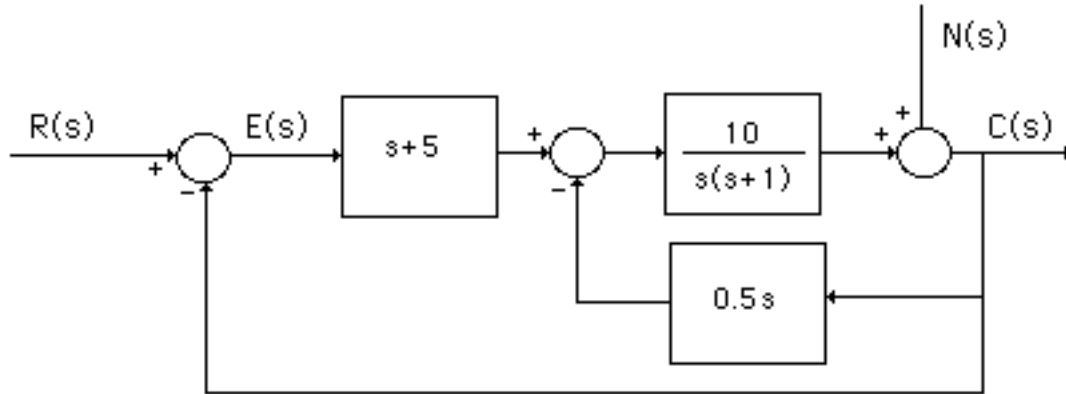 N(s)
R(s)
E(s)
s+5
10
s(s+1)
C(s)
+
-
+
-
+
+
0.5s